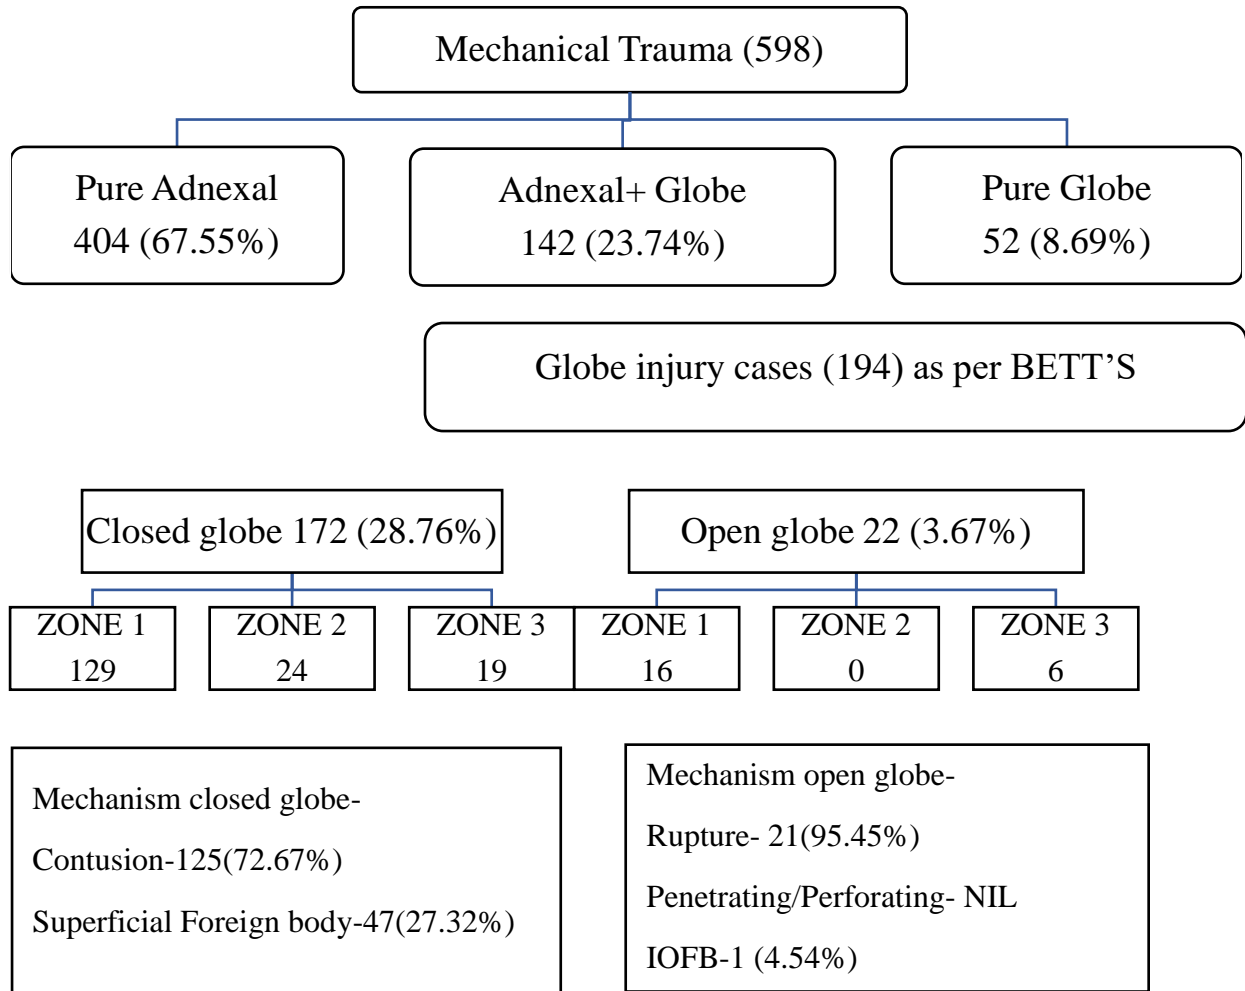 Mechanical Trauma (598)
Pure Adnexal
404 (67.55%)
Adnexal+ Globe
142 (23.74%)
Pure Globe
52 (8.69%)
Globe injury cases (194) as per BETT’S
Closed globe 172 (28.76%)
Open globe 22 (3.67%)
ZONE 1
129
ZONE 2
24
ZONE 3
19
ZONE 1
16
ZONE 2
0
ZONE 3
6
Mechanism closed globe-
Contusion-125(72.67%)
Superficial Foreign body-47(27.32%)
Mechanism open globe-
Rupture- 21(95.45%)
Penetrating/Perforating- NIL
IOFB-1 (4.54%)